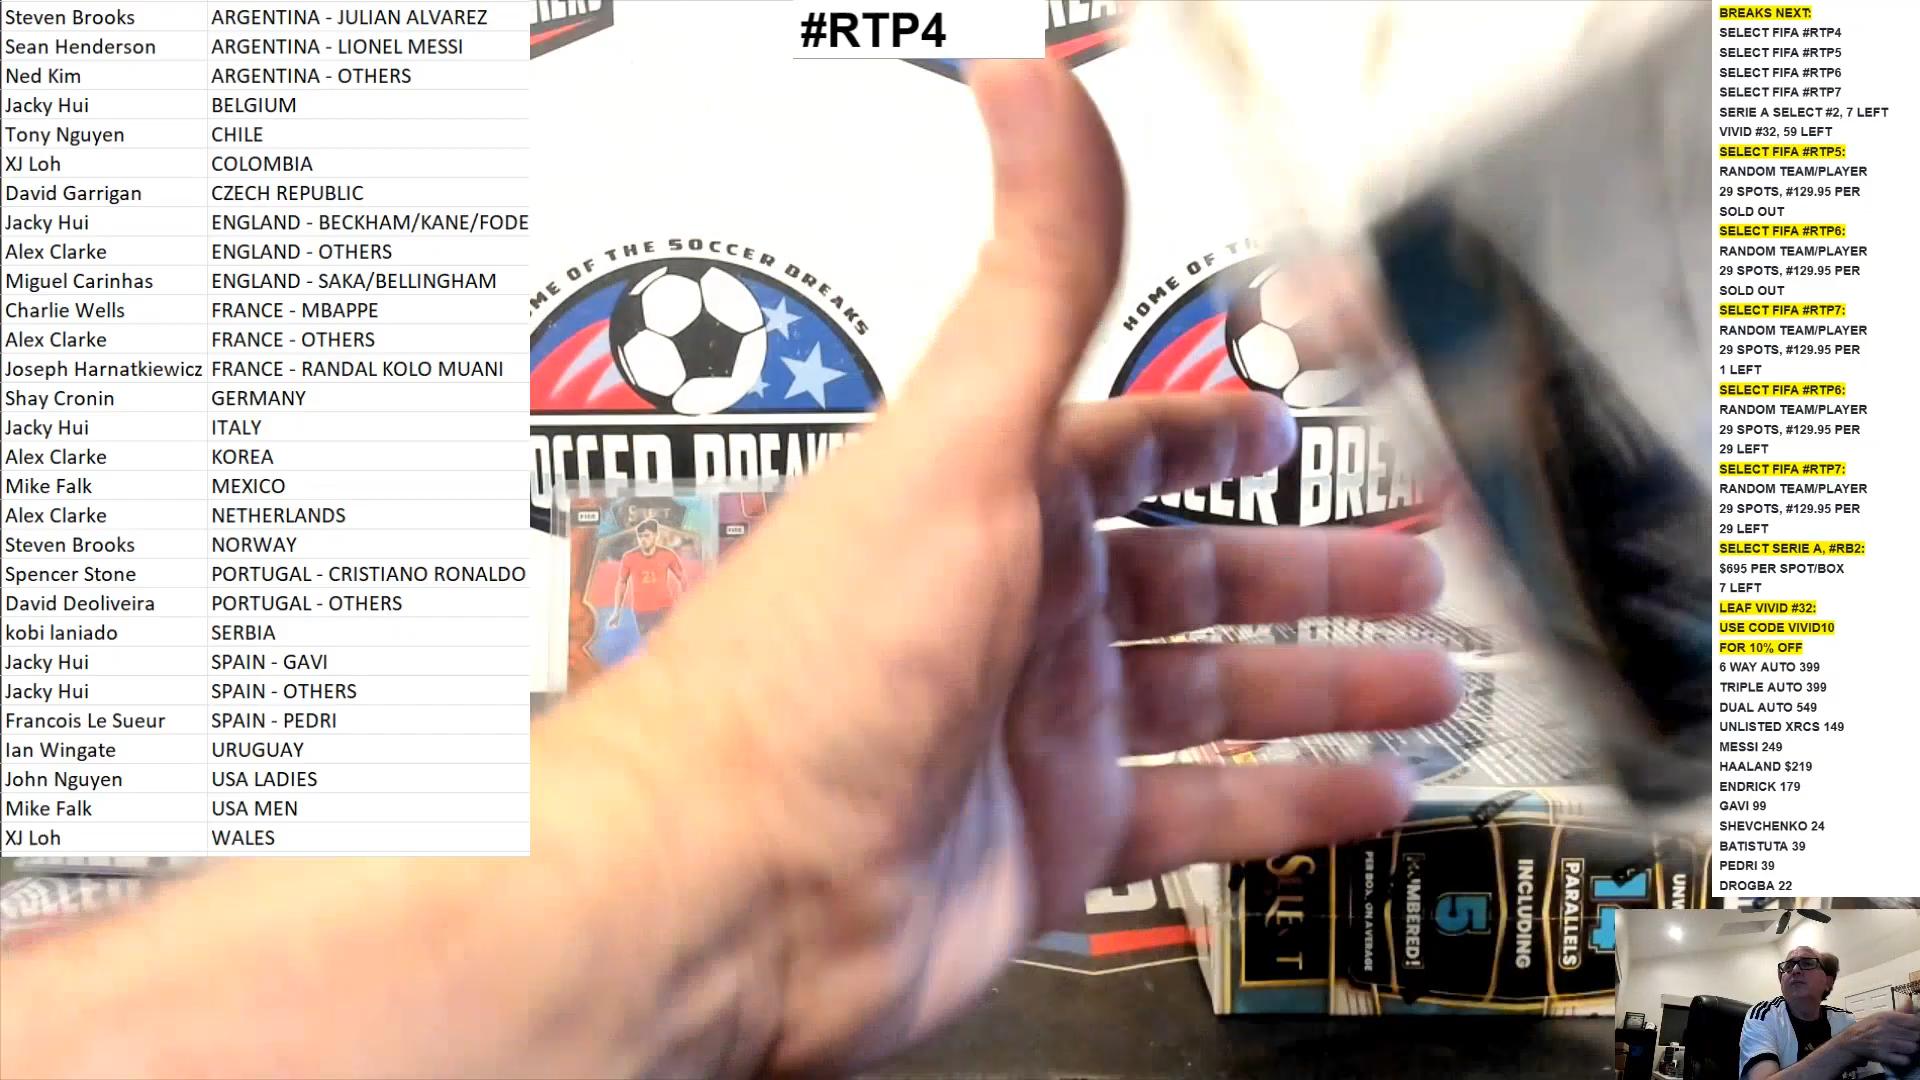 Steven Brooks ARGENTINA - JULIAN ALVAREZ
Sean Henderson ARGENTINA - LIONEL MESSI
Ned Kim ARGENTINA - OTHERS
Jacky Hui BELGIUM
Tony Nguyen CHILE
XJ Loh COLOMBIA
David Garrigan CZECH REPUBLIC
Jacky Hui ENGLAND - BECKHAM/KANE/FODE
Alex Clarke ENGLAND - OTHERS
Miguel Carinhas ENGLAND - SAKA/BELLINGHAM
Charlie Wells FRANCE - MBAPPE
Alex Clarke FRANCE - OTHERS
Joseph Harnatkiewicz FRANCE - RANDAL KOLO MUANI
Shay Cronin GERMANY
Jacky Hui ITALY
Alex Clarke KOREA
Mike Falk MEXICO
Alex Clarke NETHERLANDS
Steven Brooks NORWAY
Spencer Stone PORTUGAL - CRISTIANO RONALDO
David Deoliveira PORTUGAL - OTHERS
kobi laniado SERBIA
Jacky Hui SPAIN - GAVI
Jacky Hui SPAIN - OTHERS
Francois Le Sueur SPAIN - PEDRI
Ian Wingate URUGUAY
John Nguyen USA LADIES
Mike Falk USA MEN
XJ Loh WALES
#RTP4
OF THE SOCCER BREAKS
HOME OF
SOCCER BREA
21
SELECT
PER BOX, ON AVERAGE
NUMBERED!
5
INCLUDING
PARALLELS
14
BREAKS NEXT:
SELECT FIFA #RTP4
SELECT FIFA #RTP5
SELECT FIFA #RTP6
SELECT FIFA #RTP7
SERIE A SELECT #2, 7 LEFT
VIVID #32, 59 LEFT
SELECT FIFA #RTP5:
RANDOM TEAM/PLAYER
29 SPOTS, #129.95 PER
SOLD OUT
SELECT FIFA #RTP6:
RANDOM TEAM/PLAYER
29 SPOTS, #129.95 PER
SOLD OUT
SELECT FIFA #RTP7:
RANDOM TEAM/PLAYER
29 SPOTS, #129.95 PER
1 LEFT
SELECT FIFA #RTP6:
RANDOM TEAM/PLAYER
29 SPOTS, #129.95 PER
29 LEFT
SELECT FIFA #RTP7:
RANDOM TEAM/PLAYER
29 SPOTS, #129.95 PER
29 LEFT
SELECT SERIE A, #RB2:
$695 PER SPOT/BOX
7 LEFT
LEAF VIVID #32:
USE CODE VIVID10
FOR 10% OFF
6 WAY AUTO 399
TRIPLE AUTO 399
DUAL AUTO 549
UNLISTED XRCS 149
MESSI 249
HAALAND $219
ENDRICK 179
GAVI 99
SHEVCHENKO 24
BATISTUTA 39
PEDRI 39
DROGBA 22